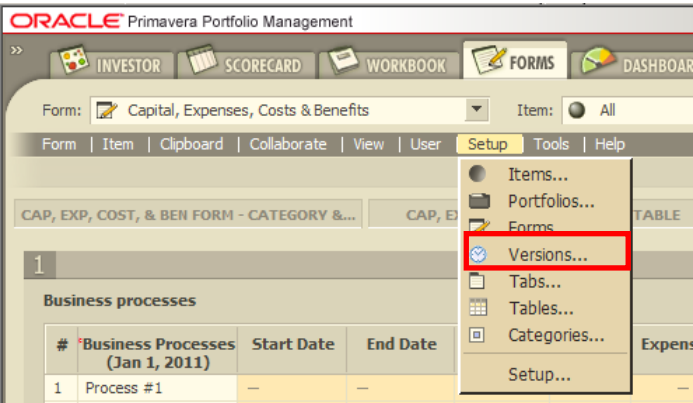 ORACLE Primavera Portfolio Management
»
INVESTOR SCORECARD WORKBOOK FORMS DASHBOAR
Form: Capital, Expenses, Costs & Benefits Item: All
Form | Item | Clipboard | Collaborate | View | User Setup Tools | Help
Items...
Portfolios...
CAP, EXP, COST, & BEN FORM - CATEGORY &... CAP, E TABLE
Forms...
Versions...
1
Tabs...
Business processes
Tables...
Categories...
# *Business Processes Start Date End Date Expens
(Jan 1, 2011)
Setup...
1 Process #1 — —